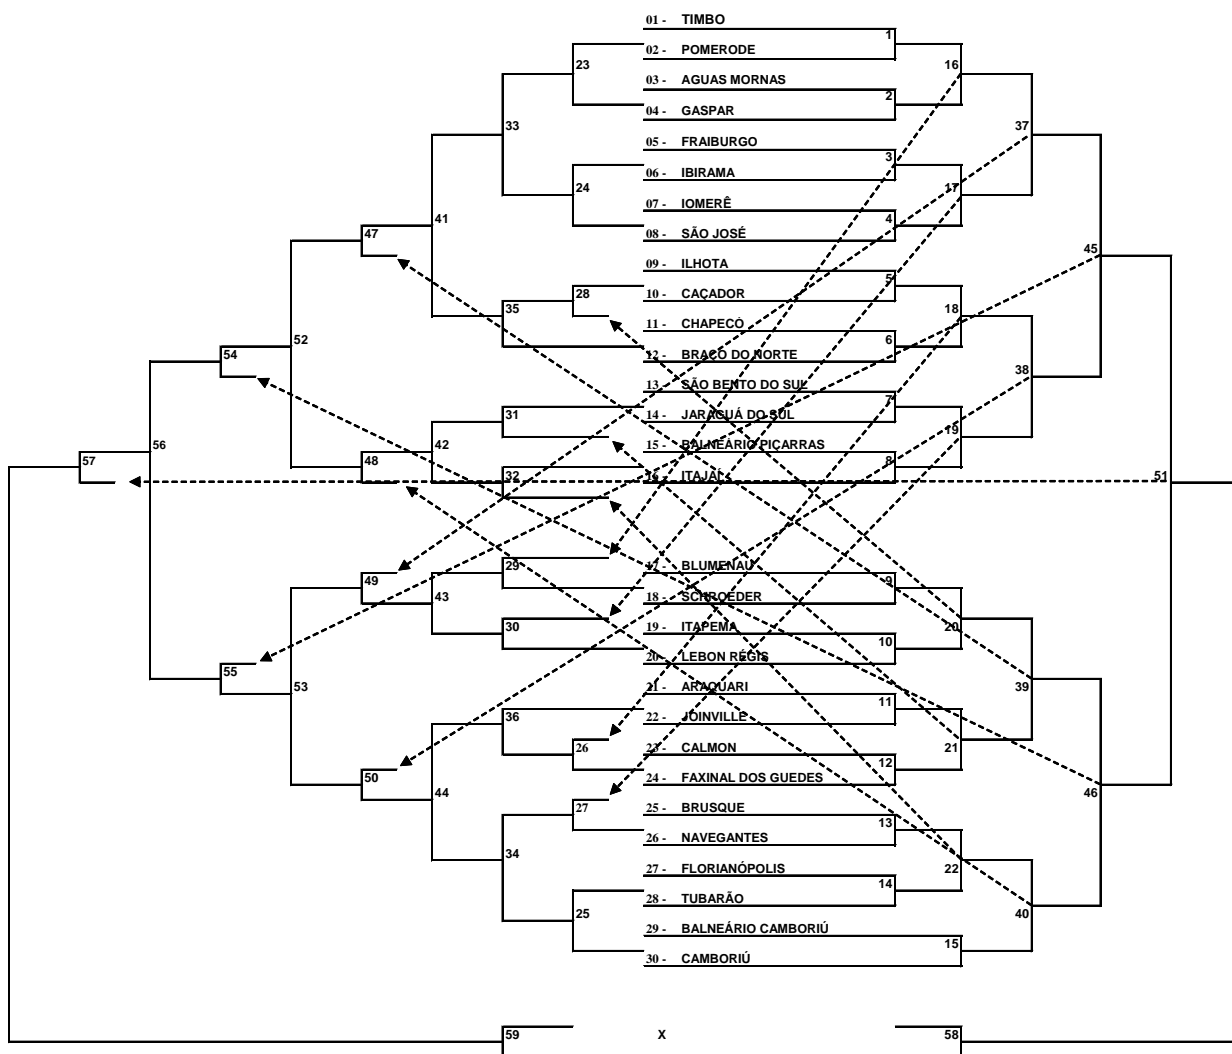 01 - TIMBO
1
02 - POMERODE
23
16
03 - AGUAS MORNAS
2
04 - GASPAR
33
37
05 - FRAIBURGO
3
06 - IBIRAMA
24
17
07 - IOMERÊ
41
4
47
08 - SÃO JOSÉ
45
09 - ILHOTA
5
28
10 - CAÇADOR
35
18
11 - CHAPECÓ
52
6
54
12 - BRAÇO DO NORTE
38
13 - SÃO BENTO DO SUL
7
31
14 - JARAGUÁ DO SUL
19
56
42
15 - BALNEÁRIO PIÇARRAS
57
48
8
32
16 - ITAJAÍ
51
29
17 - BLUMENAU
49
9
43
18 - SCHROEDER
30
19 - ITAPEMA
20
10
20 - LEBON RÉGIS
55
53
21 - ARAQUARI
39
11
36
22 - JOINVILLE
26
23 - CALMON
21
12
50
24 - FAXINAL DOS GUEDES
44
46
27
25 - BRUSQUE
13
26 - NAVEGANTES
34
27 - FLORIANÓPOLIS
22
14
28 - TUBARÃO
25
40
29 - BALNEÁRIO CAMBORIÚ
15
30 - CAMBORIÚ
59 X 58